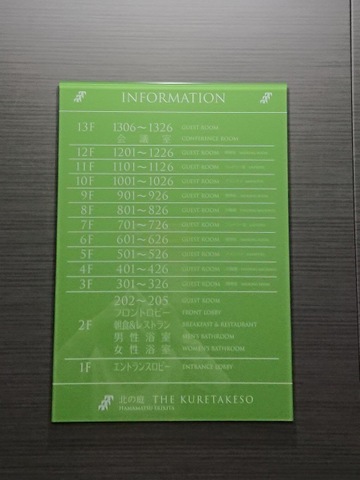 INFORMATION
13F 1306～1326 GUEST ROOM
会議室 CONFERENCE ROOM
12F 1201～1226 GUEST ROOM
11F 1101～1126 GUEST ROOM
10F 1001～1026 GUEST ROOM
9F 901～926 GUEST ROOM
8F 801～826 GUEST ROOM
7F 701～726 GUEST ROOM
6F 601～626 GUEST ROOM
5F 501～526 GUEST ROOM
4F 401～426 GUEST ROOM
3F 301～326 GUEST ROOM
202～205 GUEST ROOM
フロントロビー FRONT LOBBY
2F 朝食&レストラン BREAKFAST & RESTAURANT
男性浴室 MEN'S BATHROOM
女性浴室 WOMEN'S BATHROOM
1F エントランスロビー ENTRANCE LOBBY
北の庭 THE KURETAKESO
HAMAMATSU